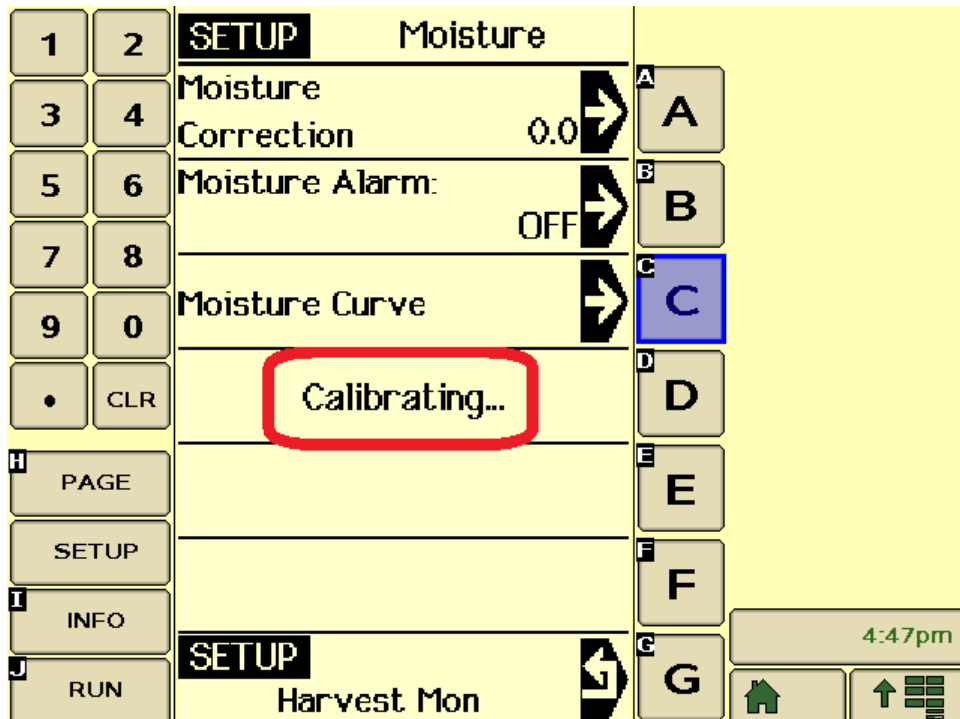 1 2
3 4
5 6
7 8
9 0
• CLR
H
PAGE
SETUP
I
INFO
J
RUN
SETUP Moisture
Moisture
Correction 0.0
Moisture Alarm:
OFF
Moisture Curve
Calibrating...
SETUP
Harvest Mon
A
A
B
B
C
C
D
D
E
E
F
F
G
G
4:47pm